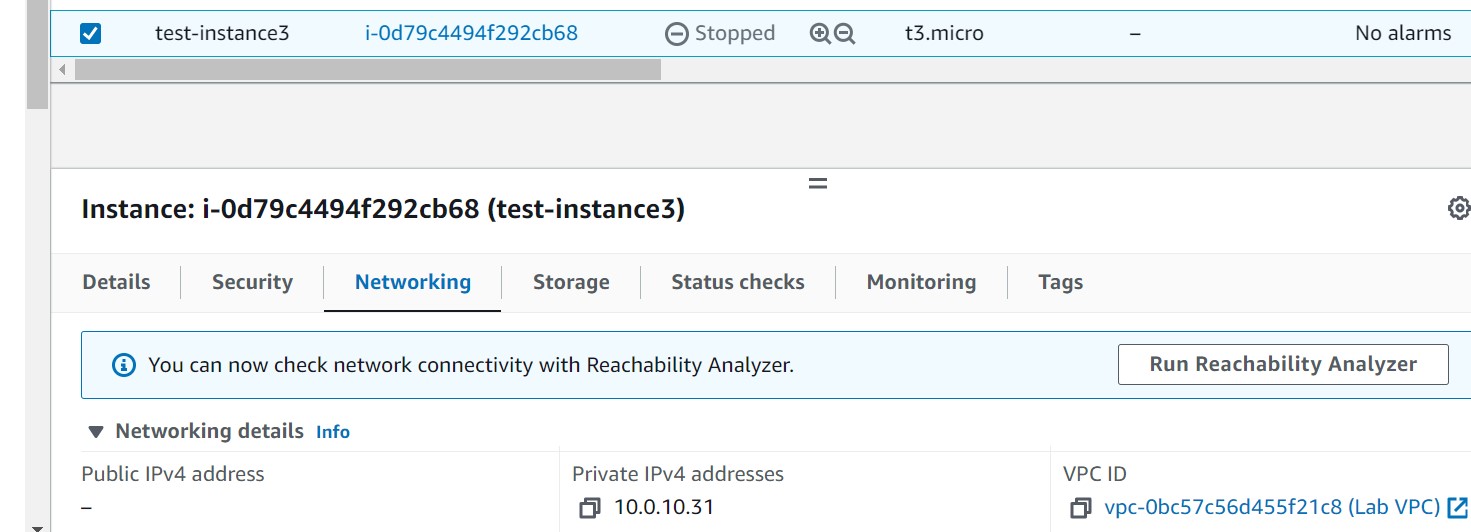 test-instance3 i-0d79c4494f292cb68 Stopped t3.micro – No alarms
Instance: i-0d79c4494f292cb68 (test-instance3)
Details Security Networking Storage Status checks Monitoring Tags
You can now check network connectivity with Reachability Analyzer. Run Reachability Analyzer
Networking details Info
Public IPv4 address Private IPv4 addresses VPC ID
– 10.0.10.31 vpc-0bc57c56d455f21c8 (Lab VPC)